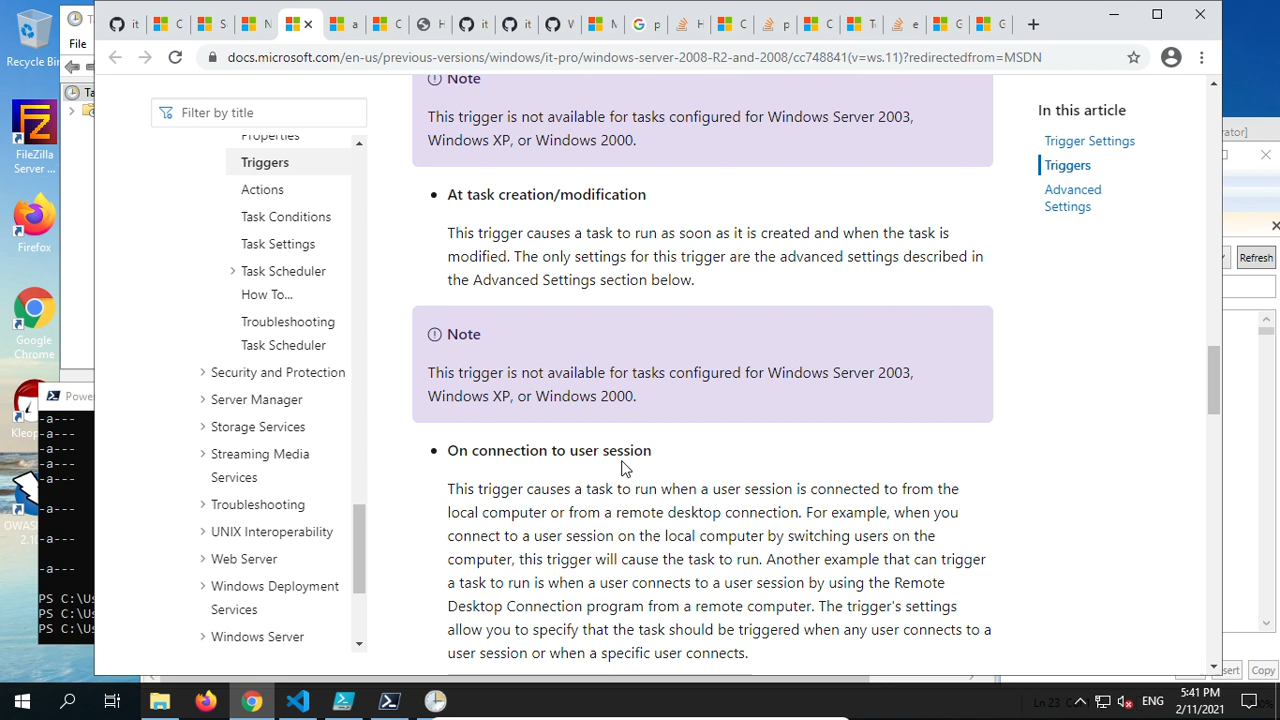 Recycle Bin
FileZilla
Server ...
Firefox
Google
Chrome
File
it
docs.microsoft.com/en-us/previous-versions/windows/it-pro/windows-server-2008-R2-and-2008/cc748841(v=ws.11)?redirectedfrom=MSDN
Filter by title
Properties
Triggers
Actions
Task Conditions
Task Settings
Task Scheduler
How To...
Troubleshooting
Task Scheduler
Security and Protection
Server Manager
Storage Services
Streaming Media
Services
Troubleshooting
UNIX Interoperability
Web Server
Windows Deployment
Services
Windows Server
Note
This trigger is not available for tasks configured for Windows Server 2003,
Windows XP, or Windows 2000.
• At task creation/modification
This trigger causes a task to run as soon as it is created and when the task is
modified. The only settings for this trigger are the advanced settings described in
the Advanced Settings section below.
Note
This trigger is not available for tasks configured for Windows Server 2003,
Windows XP, or Windows 2000.
• On connection to user session
This trigger causes a task to run when a user session is connected to from the
local computer or from a remote desktop connection. For example, when you
connect to a user session on the local computer by switching users on the
computer, this trigger will cause the task to run. Another example that can trigger
a task to run is when a user connects to a user session by using the Remote
Desktop Connection program from a remote computer. The trigger's settings
allow you to specify that the task should be triggered when any user connects to a
user session or when a specific user connects.
In this article
Trigger Settings
Triggers
Advanced
Settings
Refresh
Copy
-a---
-a---
-a---
-a---
-a---
-a---
-a---
-a---
PS C:\Us
PS C:\Us
PS C:\Us
ENG
5:41 PM
2/11/2021